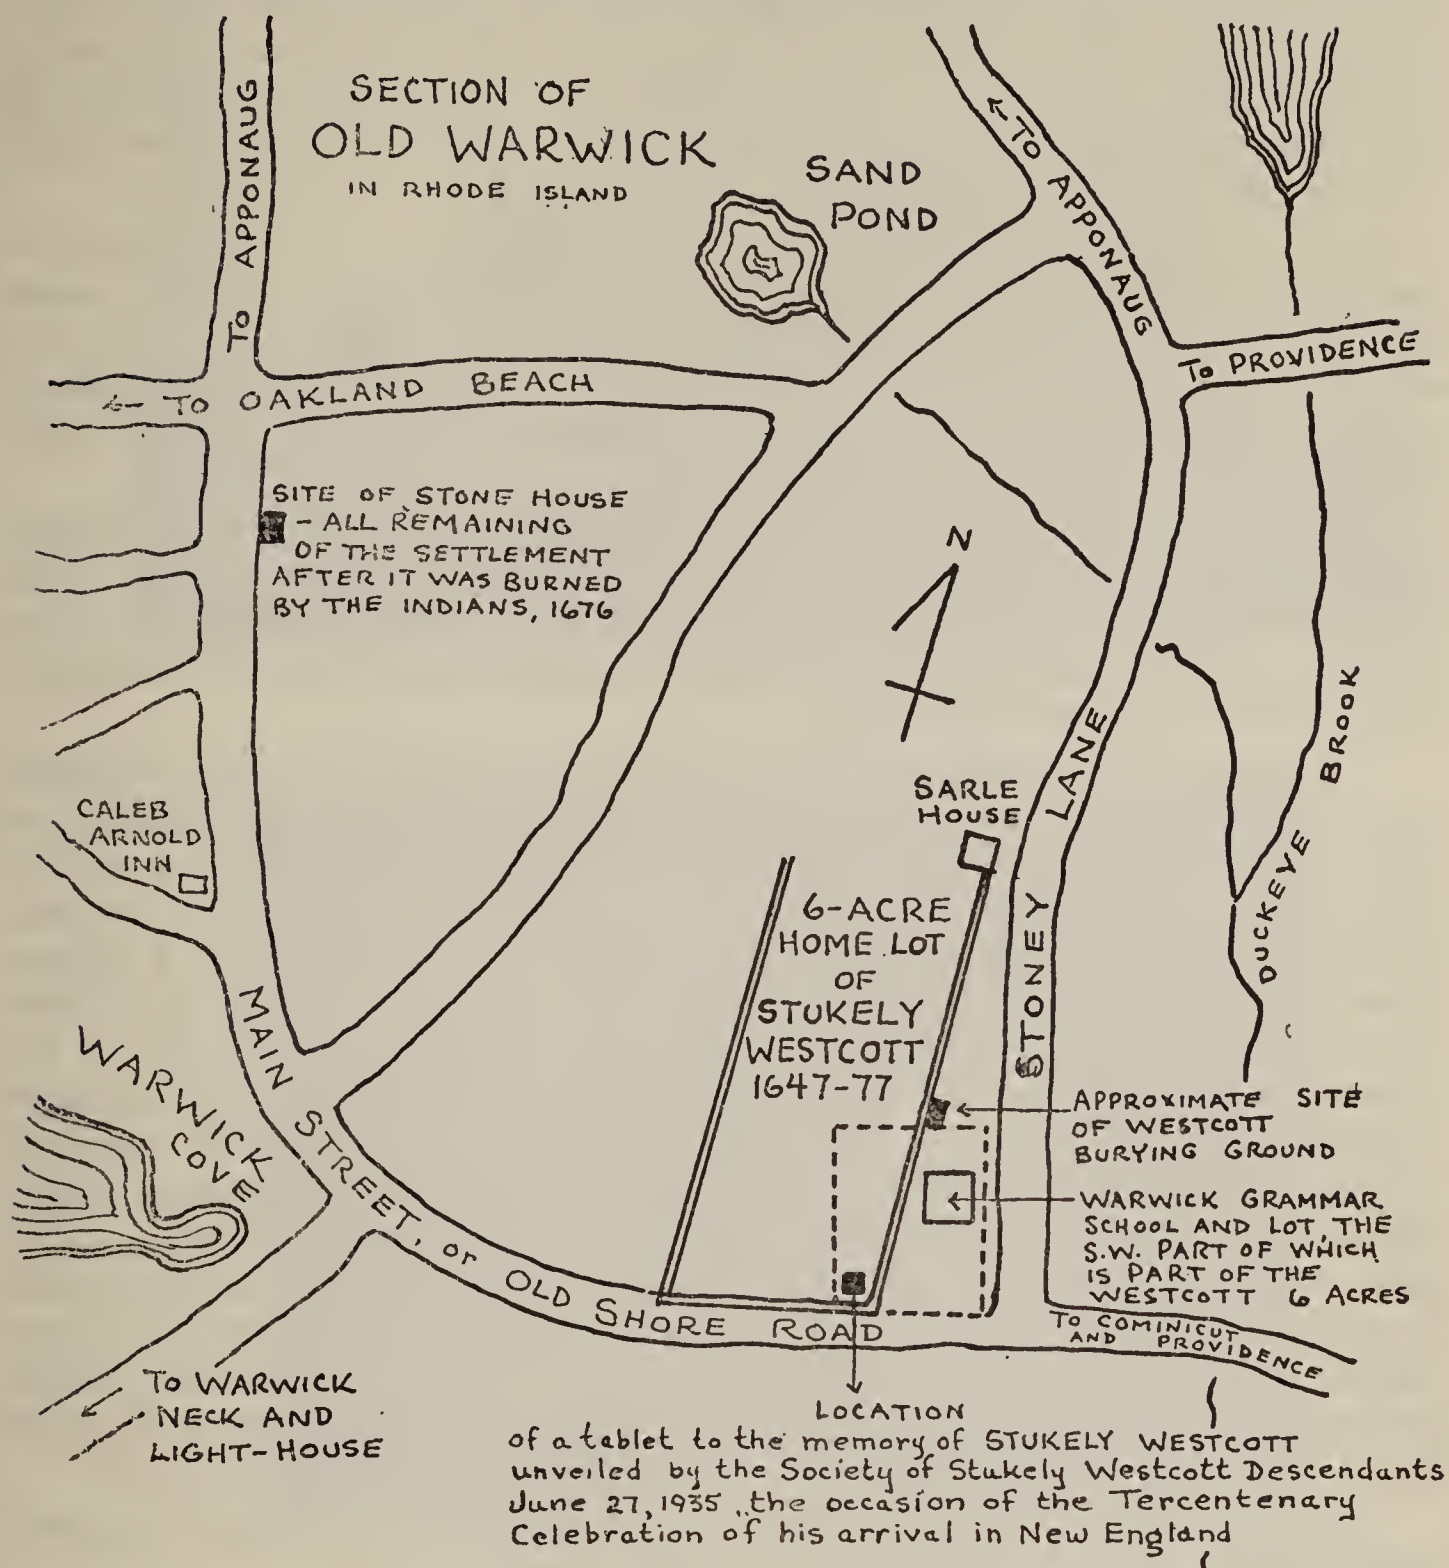 SECTION OF
OLD WARWICK
IN RHODE ISLAND
TO APPONAUG
SAND
POND
← TO APPONAUG
TO PROVIDENCE
← TO OAKLAND BEACH
SITE OF STONE HOUSE
- ALL REMAINING
OF THE SETTLEMENT
AFTER IT WAS BURNED
BY THE INDIANS, 1676
N
DUCKEYE BROOK
STONEY LANE
SARLE
HOUSE
CALEB
ARNOLD
INN
6-ACRE
HOME LOT
OF
STUKELY
WESTCOTT
1647-77
WARWICK
COVE
MAIN STREET, or OLD SHORE ROAD
APPROXIMATE SITE
OF WESTCOTT
BURYING GROUND
WARWICK GRAMMAR
SCHOOL AND LOT, THE
S.W. PART OF WHICH
IS PART OF THE
WESTCOTT 6 ACRES
TO COMINICUT
AND PROVIDENCE
TO WARWICK
NECK AND
LIGHT-HOUSE
LOCATION
of a tablet to the memory of STUKELY WESTCOTT
unveiled by the Society of Stukely Westcott Descendants
June 27, 1935, the occasion of the Tercentenary
Celebration of his arrival in New England